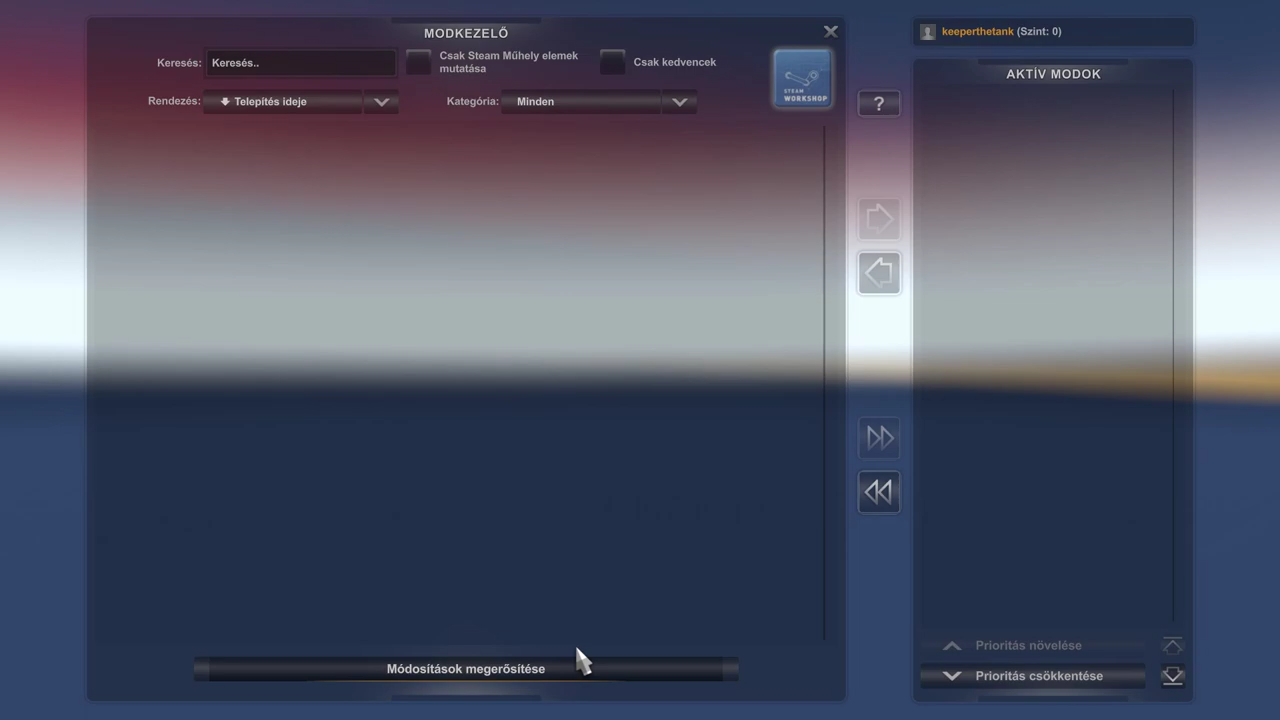 MODKEZELŐ
Keresés:
Keresés..
Csak Steam Műhely elemek
mutatása
Csak kedvencek
STEAM
WORKSHOP
Rendezés:
Telepítés ideje
Kategória:
Minden
?
keeperthetank (Szint: 0)
AKTÍV MODOK
Prioritás növelése
Prioritás csökkentése
Módosítások megerősítése